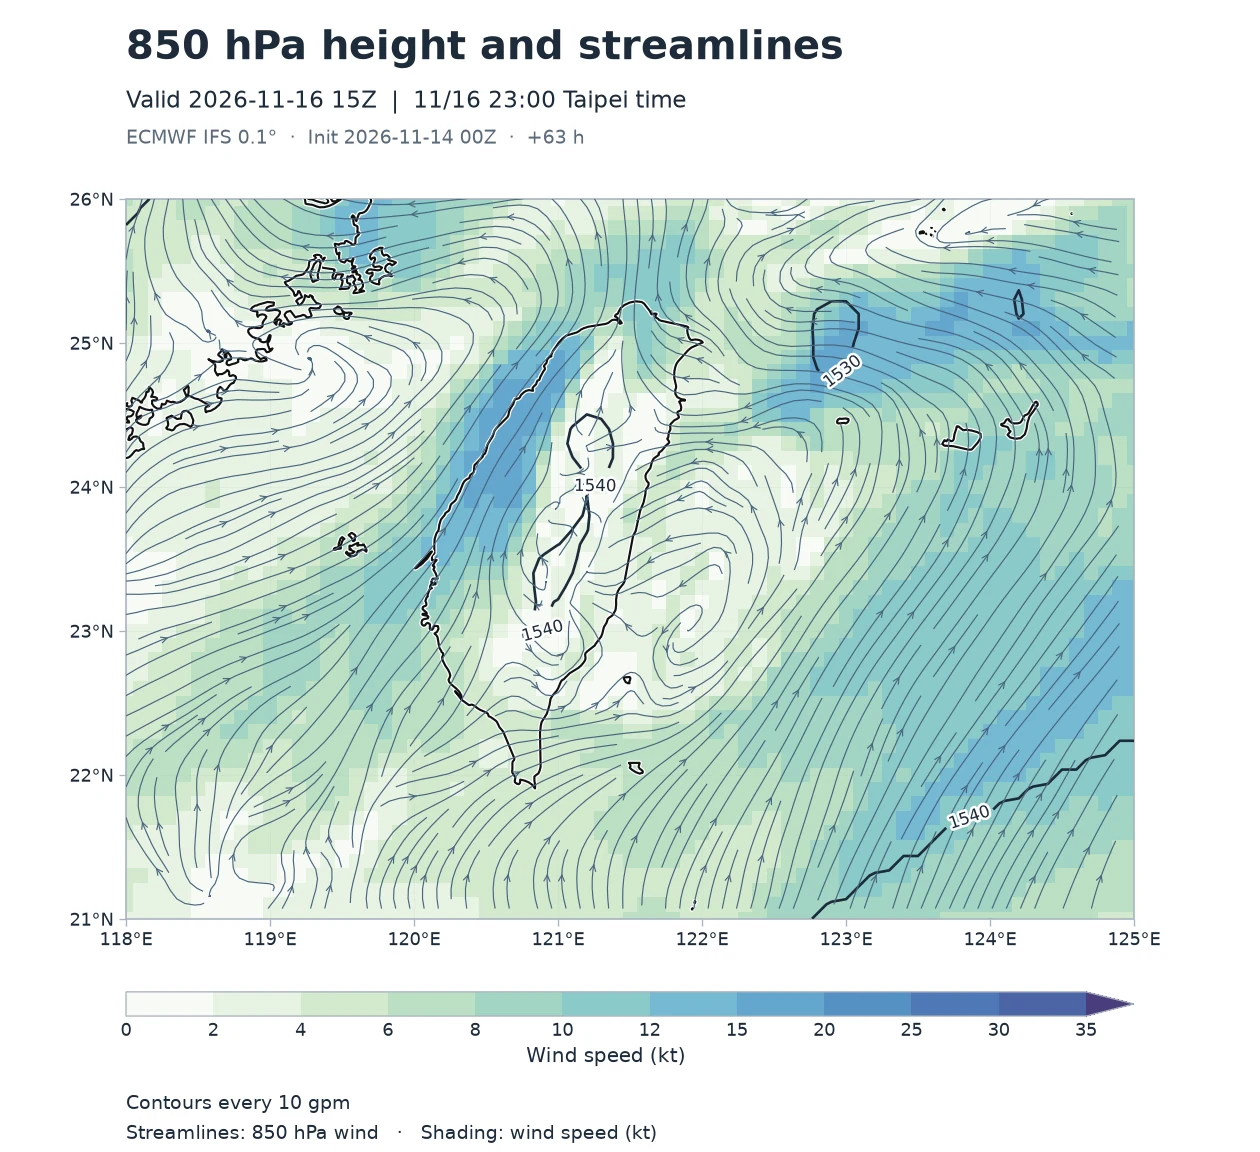 850 hPa height and streamlines
Valid 2026-11-16 15Z | 11/16 23:00 Taipei time
ECMWF IFS 0.1° · Init 2026-11-14 00Z · +63 h
26°N
25°N
1530
24°N
1540
23°N
1540
22°N
1540
21°N
118°E 119°E 120°E 121°E 122°E 123°E 124°E 125°E
0 2 4 6 8 10 12 15 20 25 30 35
Wind speed (kt)
Contours every 10 gpm
Streamlines: 850 hPa wind · Shading: wind speed (kt)